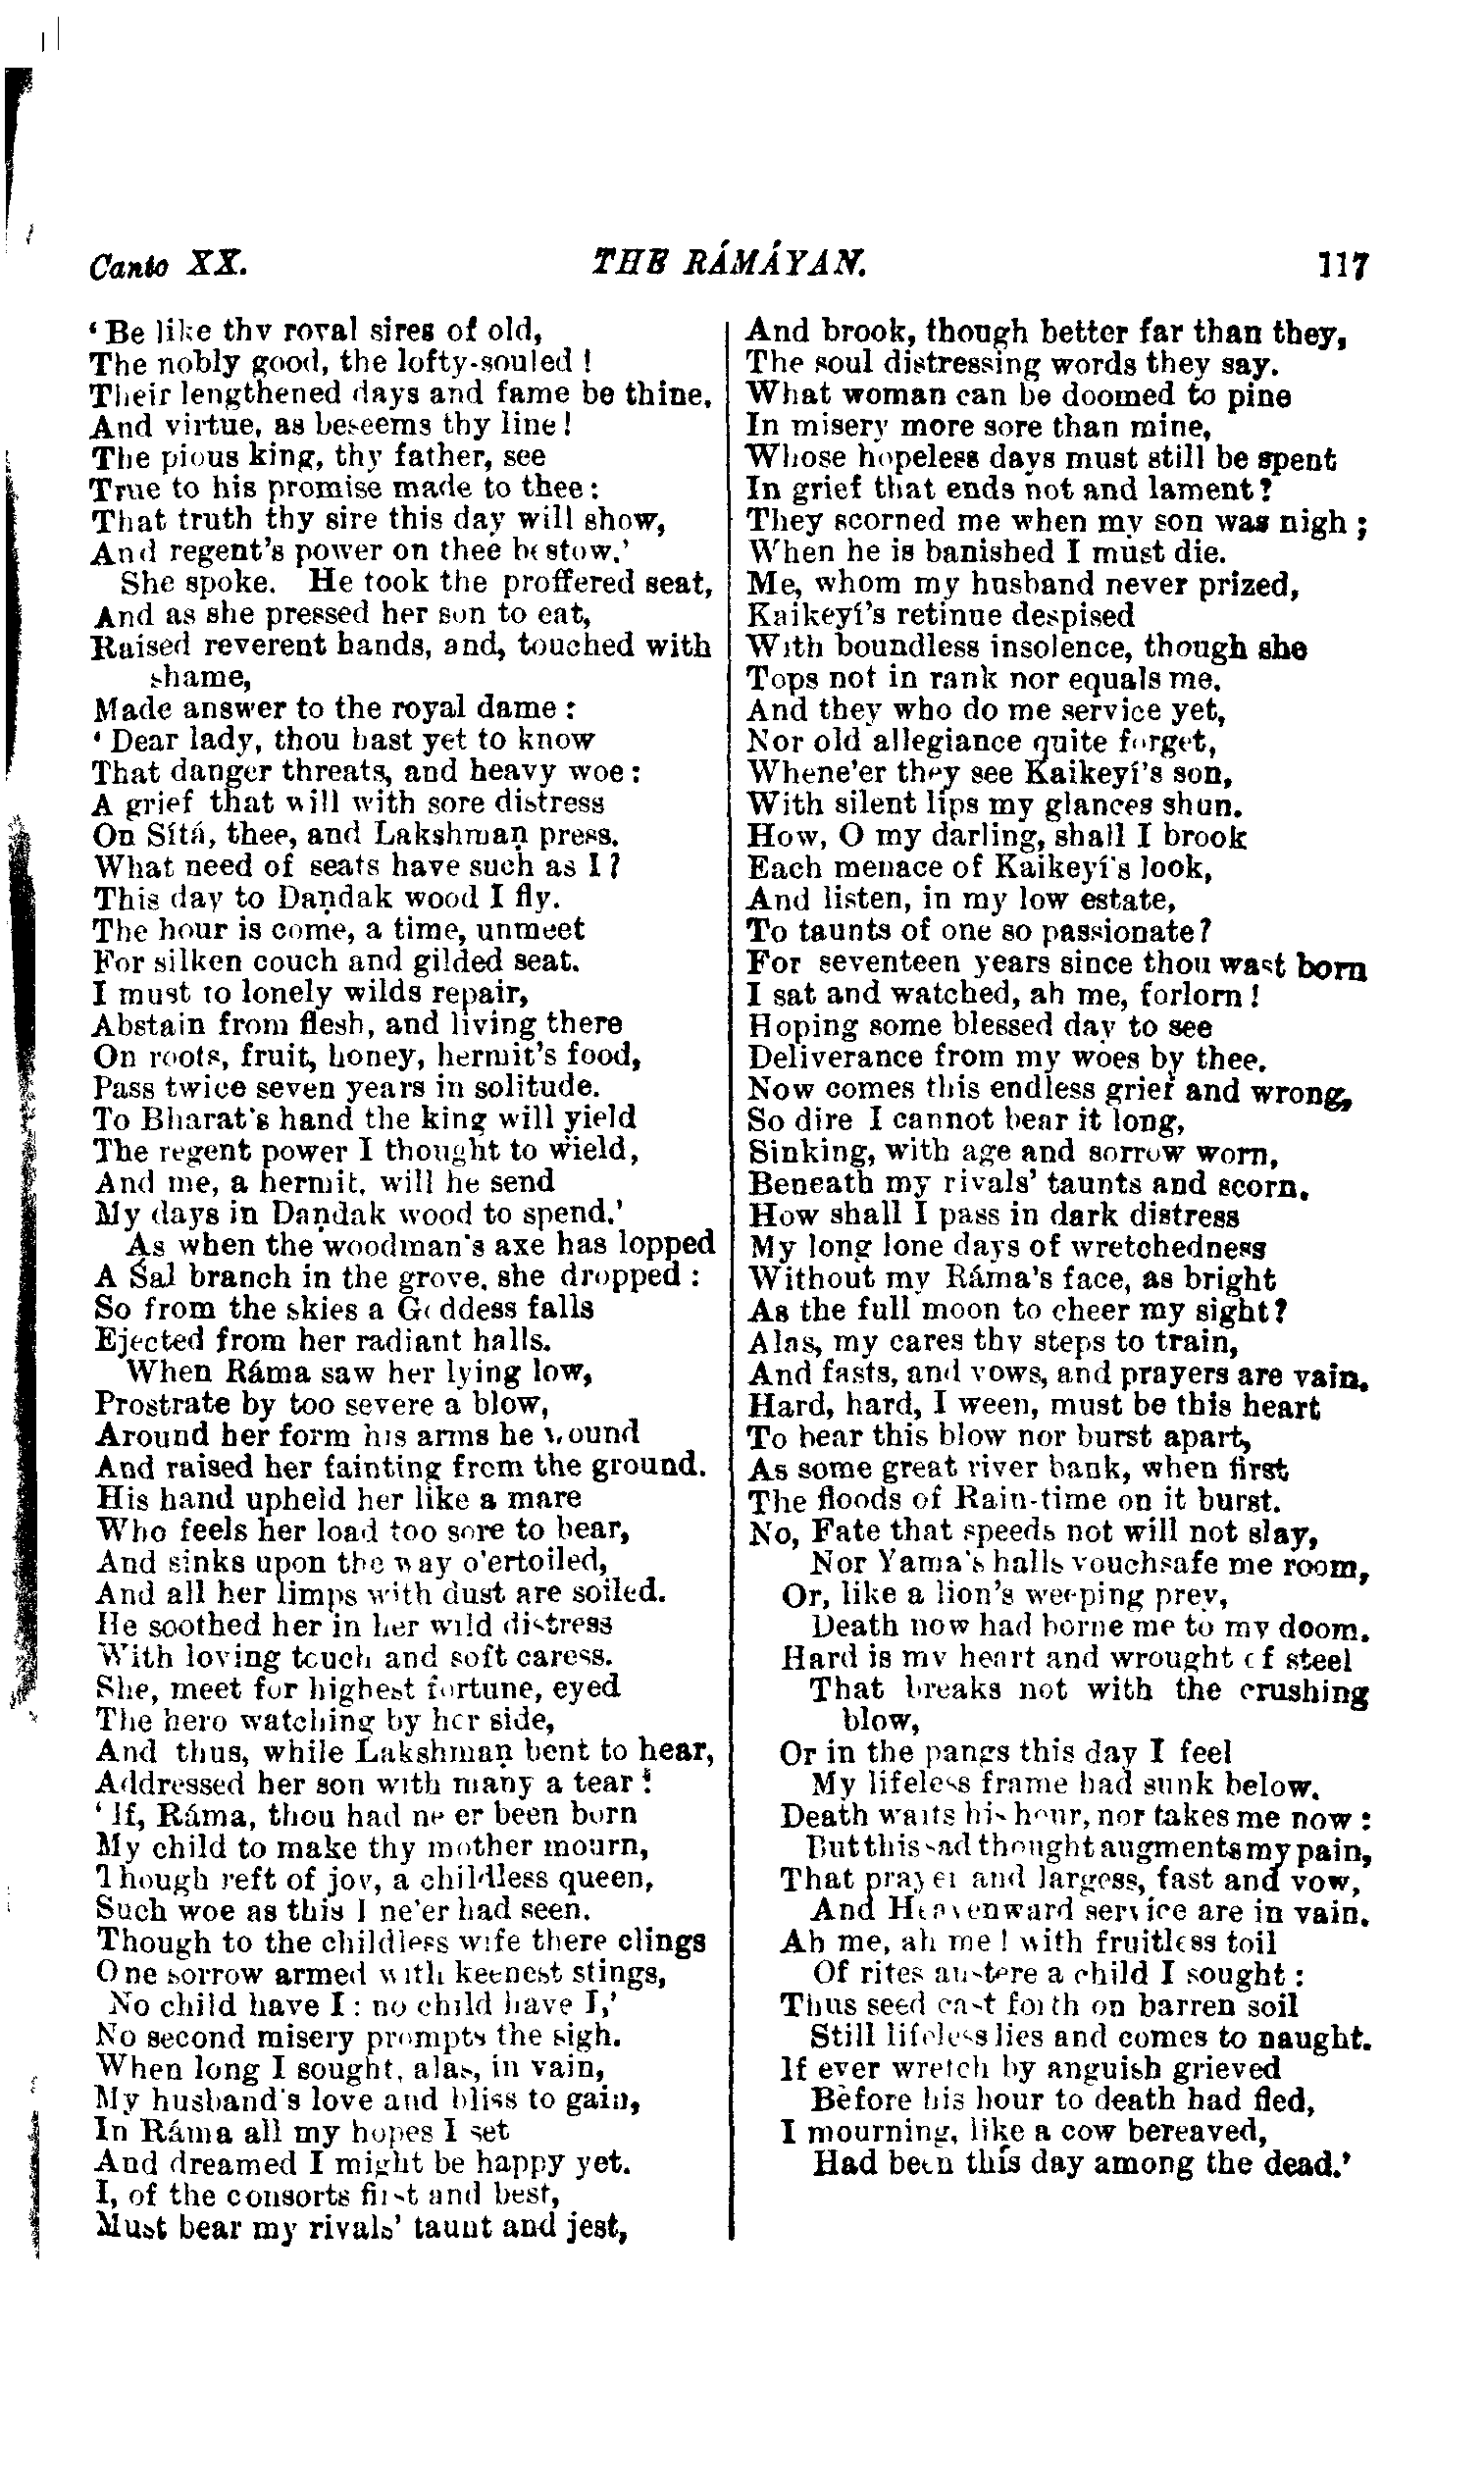 Canto XX. THE RÁMÁYAN. 117
‘Be like thy royal sires of old,
The nobly good, the lofty-souled!
Their lengthened days and fame be thine,
And virtue, as beseems thy line!
The pious king, thy father, see
True to his promise made to thee:
That truth thy sire this day will show,
And regent's power on thee bestow.’
She spoke. He took the proffered seat,
And as she pressed her son to eat,
Raised reverent hands, and, touched with
shame,
Made answer to the royal dame:
‘Dear lady, thou hast yet to know
That danger threats, and heavy woe:
A grief that will with sore distress
On Sítá, thee, and Lakshmaṇ press.
What need of seats have such as I?
This day to Daṇdak wood I fly.
The hour is come, a time, unmeet
For silken couch and gilded seat.
I must to lonely wilds repair,
Abstain from flesh, and living there
On roots, fruit, honey, hermit's food,
Pass twice seven years in solitude.
To Bharat's hand the king will yield
The regent power I thought to wield,
And me, a hermit, will he send
My days in Daṇdak wood to spend.’
As when the woodman's axe has lopped
A Śal branch in the grove, she dropped:
So from the skies a Goddess falls
Ejected from her radiant halls.
When Ráma saw her lying low,
Prostrate by too severe a blow,
Around her form his arms he wound
And raised her fainting from the ground.
His hand upheld her like a mare
Who feels her load too sore to bear,
And sinks upon the way o'ertoiled,
And all her limps with dust are soiled.
He soothed her in her wild distress
With loving touch and soft caress.
She, meet for highest fortune, eyed
The hero watching by her side,
And thus, while Lakshmaṇ bent to hear,
Addressed her son with many a tear!
‘If, Ráma, thou had ne'er been born
My child to make thy mother mourn,
Though reft of joy, a childless queen,
Such woe as this I ne'er had seen.
Though to the childless wife there clings
One sorrow armed with keenest stings,
No child have I: no child have I,’
No second misery prompts the sigh.
When long I sought, alas, in vain,
My husband's love and bliss to gain,
In Ráma all my hopes I set
And dreamed I might be happy yet.
I, of the consorts first and best,
Must bear my rivals' taunt and jest,
And brook, though better far than they,
The soul distressing words they say.
What woman can be doomed to pine
In misery more sore than mine,
Whose hopeless days must still be spent
In grief that ends not and lament?
They scorned me when my son was nigh;
When he is banished I must die.
Me, whom my husband never prized,
Kaikeyí's retinue despised
With boundless insolence, though she
Tops not in rank nor equals me.
And they who do me service yet,
Nor old allegiance quite forget,
Whene'er they see Kaikeyí's son,
With silent lips my glances shun.
How, O my darling, shall I brook
Each menace of Kaikeyí's look,
And listen, in my low estate,
To taunts of one so passionate?
For seventeen years since thou wast born
I sat and watched, ah me, forlorn!
Hoping some blessed day to see
Deliverance from my woes by thee.
Now comes this endless grief and wrong,
So dire I cannot bear it long,
Sinking, with age and sorrow worn,
Beneath my rivals' taunts and scorn.
How shall I pass in dark distress
My long lone days of wretchedness
Without my Ráma's face, as bright
As the full moon to cheer my sight?
Alas, my cares thy steps to train,
And fasts, and vows, and prayers are vain.
Hard, hard, I ween, must be this heart
To hear this blow nor burst apart,
As some great river bank, when first
The floods of Rain-time on it burst.
No, Fate that speeds not will not slay,
Nor Yama's halls vouchsafe me room,
Or, like a lion's weeping prey,
Death now had borne me to my doom.
Hard is my heart and wrought of steel
That breaks not with the crushing
blow,
Or in the pangs this day I feel
My lifeless frame had sunk below.
Death waits his hour, nor takes me now:
But this sad thought augments my pain,
That prayer and largess, fast and vow,
And Heavenward service are in vain.
Ah me, ah me! with fruitless toil
Of rites austere a child I sought:
Thus seed cast forth on barren soil
Still lifeless lies and comes to naught.
If ever wretch by anguish grieved
Before his hour to death had fled,
I mourning, like a cow bereaved,
Had been this day among the dead.’